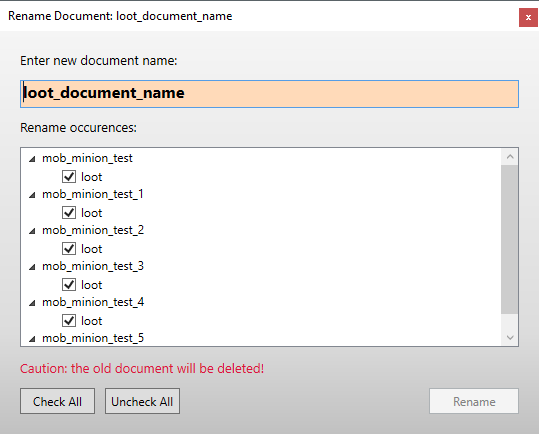 Rename Document: loot_document_name
x
Enter new document name:
loot_document_name
Rename occurences:
mob_minion_test
loot
mob_minion_test_1
loot
mob_minion_test_2
loot
mob_minion_test_3
loot
mob_minion_test_4
loot
mob_minion_test_5
Caution: the old document will be deleted!
Check All Uncheck All Rename